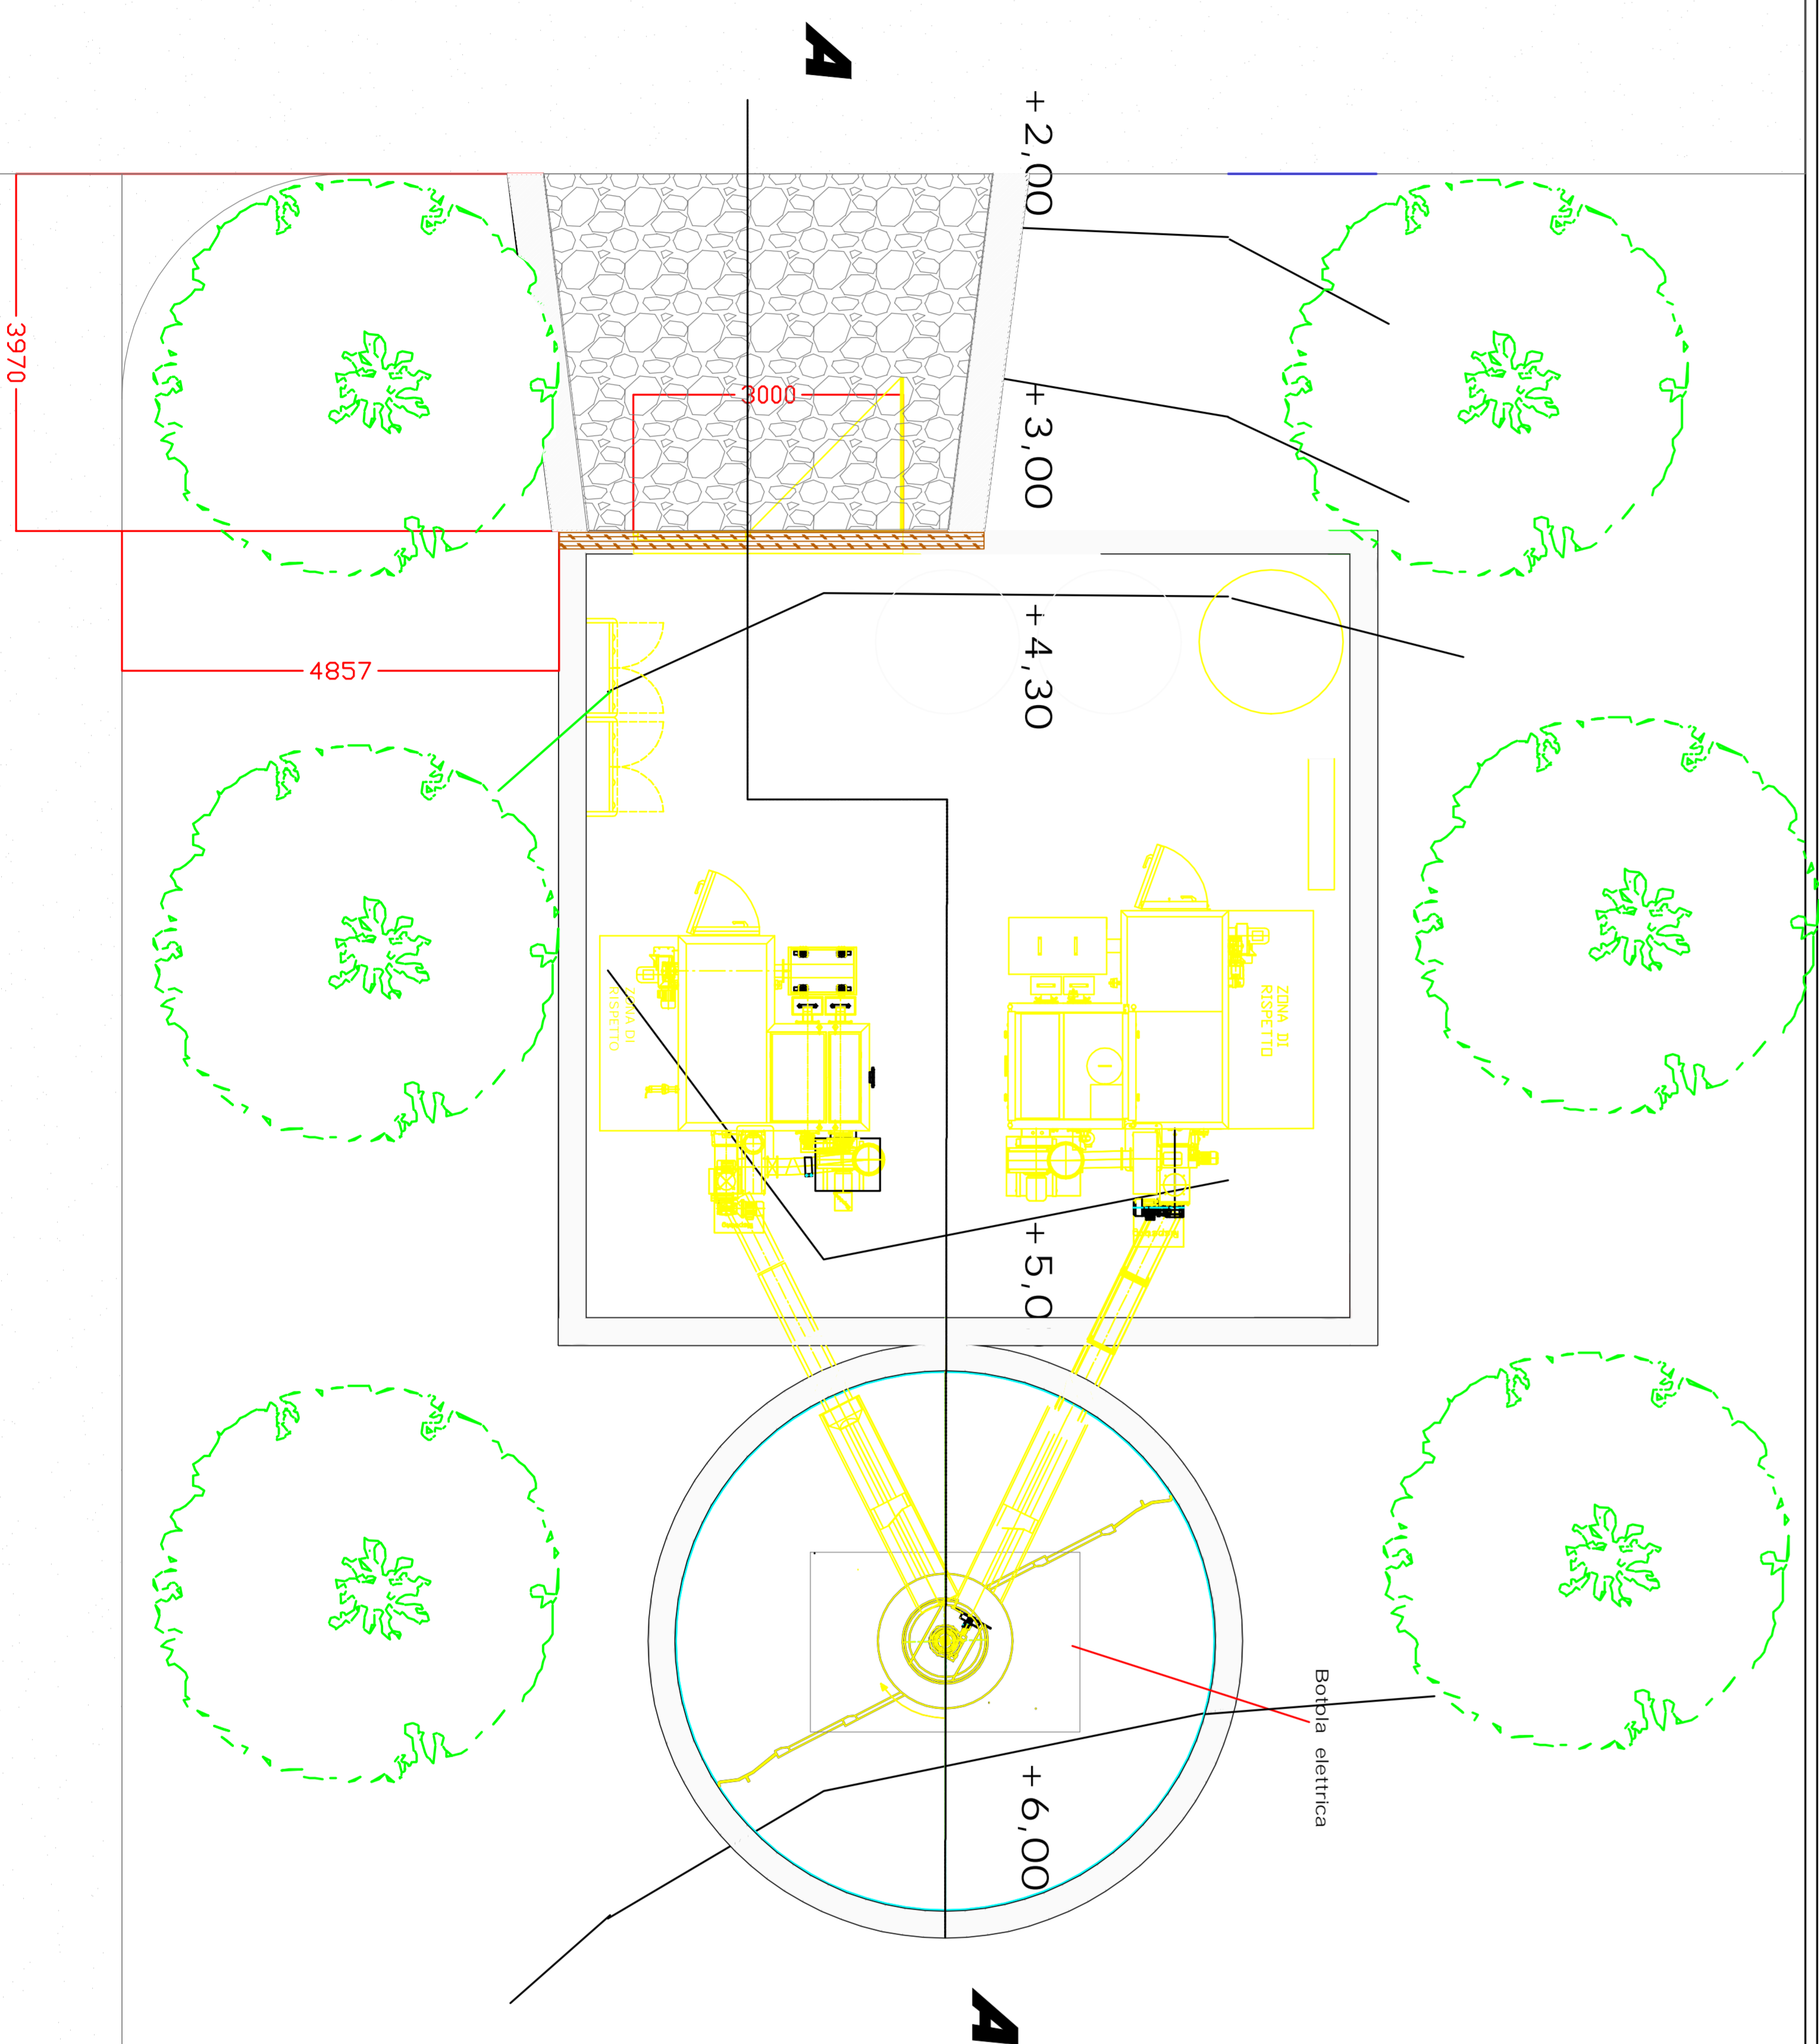 A
+2,00
3970
3000
+3,00
+4,30
4857
ZONA DI
RISPETTO
ZONA DI
RISPETTO
+5,0
Botola elettrica
+6,00
A